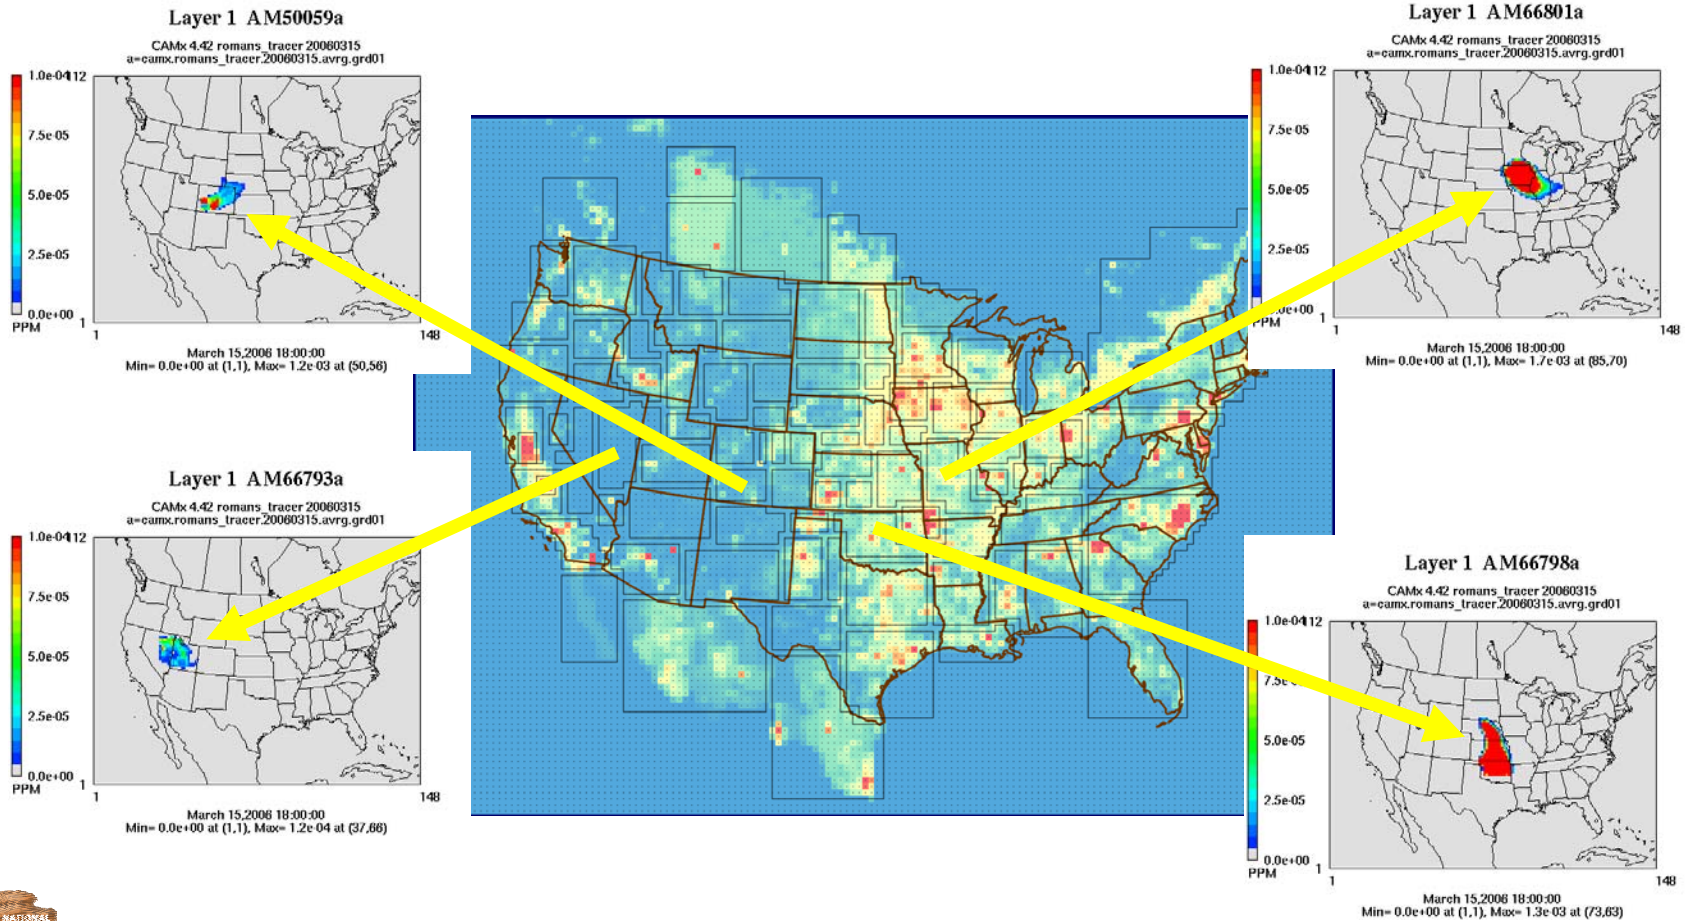 Layer 1 AM50059a
CAMx 4.42 romans_tracer 20060315
a=camx.romans_tracer.20060315.avrg.grd01
1.0e-04
112
7.5e-05
5.0e-05
2.5e-05
0.0e+00
PPM
1
1
148
March 15,2006 18:00:00
Min= 0.0e+00 at (1,1), Max= 1.2e-03 at (50,56)
Layer 1 AM66801a
CAMx 4.42 romans_tracer 20060315
a=camx.romans_tracer.20060315.avrg.grd01
1.0e-04
112
7.5e-05
5.0e-05
2.5e-05
PPM
1
1
148
March 15,2006 18:00:00
Min= 0.0e+00 at (1,1), Max= 1.7e-03 at (85,70)
Layer 1 AM66793a
CAMx 4.42 romans_tracer 20060315
a=camx.romans_tracer.20060315.avrg.grd01
1.0e-04
112
7.5e-05
5.0e-05
2.5e-05
0.0e+00
PPM
1
1
148
March 15,2006 18:00:00
Min= 0.0e+00 at (1,1), Max= 1.2e-04 at (37,66)
Layer 1 AM66798a
CAMx 4.42 romans_tracer 20060315
a=camx.romans_tracer.20060315.avrg.grd01
1.0e-04
112
5.0e-05
2.5e-05
0.0e+00
PPM
1
1
148
March 15,2006 18:00:00
Min= 0.0e+00 at (1,1), Max= 1.3e-03 at (73,63)
NATIONAL